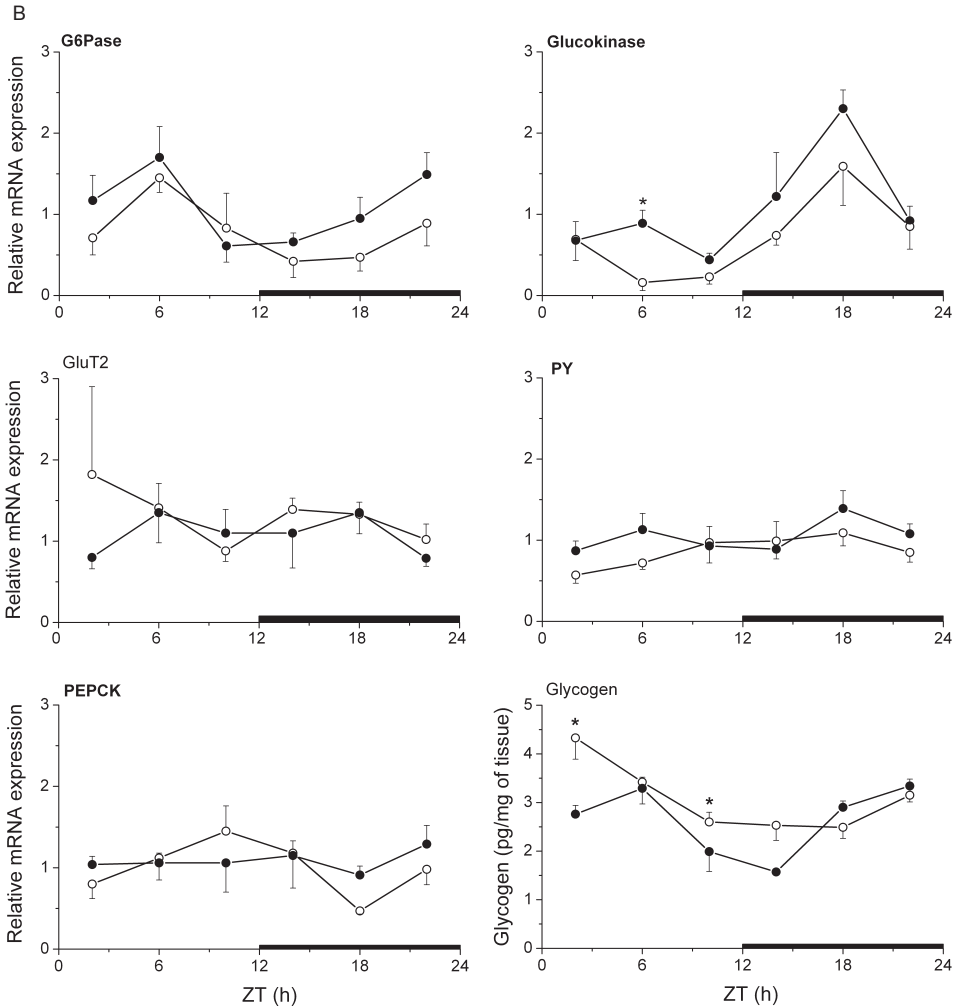 B
G6Pase
Relative mRNA expression
3
2
1
0
0 6 12 18 24
Glucokinase
3
2
1
0
*
0 6 12 18 24
GluT2
Relative mRNA expression
3
2
1
0
0 6 12 18 24
PY
3
2
1
0
0 6 12 18 24
PEPCK
Relative mRNA expression
3
2
1
0
0 6 12 18 24
ZT (h)
Glycogen
Glycogen (pg/mg of tissue)
5
4
3
2
1
0
*
*
0 6 12 18 24
ZT (h)